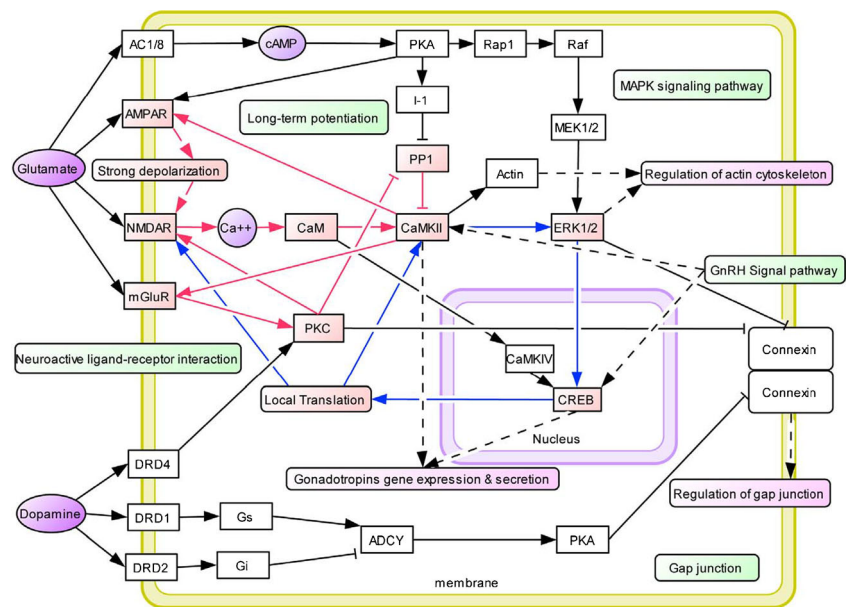 AC1/8
cAMP
PKA
Rap1
Raf
MAPK signaling pathway
AMPAR
Long-term potentiation
I-1
MEK1/2
Glutamate
Strong depolarization
PP1
Actin
Regulation of actin cytoskeleton
NMDAR
Ca++
CaM
CaMKII
ERK1/2
GnRH Signal pathway
mGluR
PKC
Connexin
Neuroactive ligand-receptor interaction
CaMKIV
Connexin
Local Translation
CREB
Nucleus
DRD4
Gonadotropins gene expression & secretion
Regulation of gap junction
Dopamine
DRD1
Gs
ADCY
PKA
DRD2
Gi
Gap junction
membrane